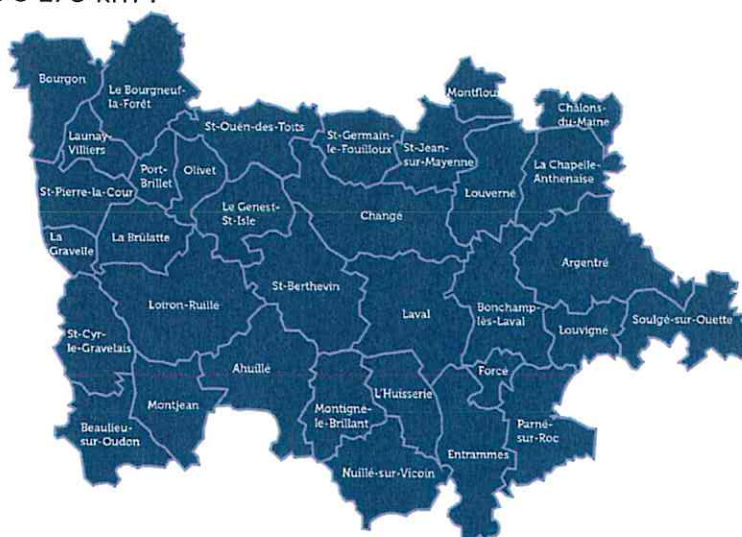 Bourgon
Le Bourgneuf-
la-Forêt
Montflours
Châlons-
du-Maine
Launay-
Villiers
St-Ouën-des-Toits
St-Germain-
le-Fouilloux
St-Jean-
sur-Mayenne
La Chapelle-
Anthenaise
Port-
Brillet
Olivet
Louverné
St-Pierre-la-Cour
Le Genest-
St-Isle
Changé
La
Gravelle
La Brûlatte
Argentré
St-Berthevin
Loiron-Ruillé
Laval
Bonchamp-
lès-Laval
Soulgé-sur-Ouette
Louvigné
St-Cyr-
le-Gravelais
Ahuillé
Forcé
L'Huisserie
Montjean
Montigné-
le-Brillant
Beaulieu-
sur-Oudon
Parné-
sur-Roc
Entrammes
Nuillé-sur-Vicoin